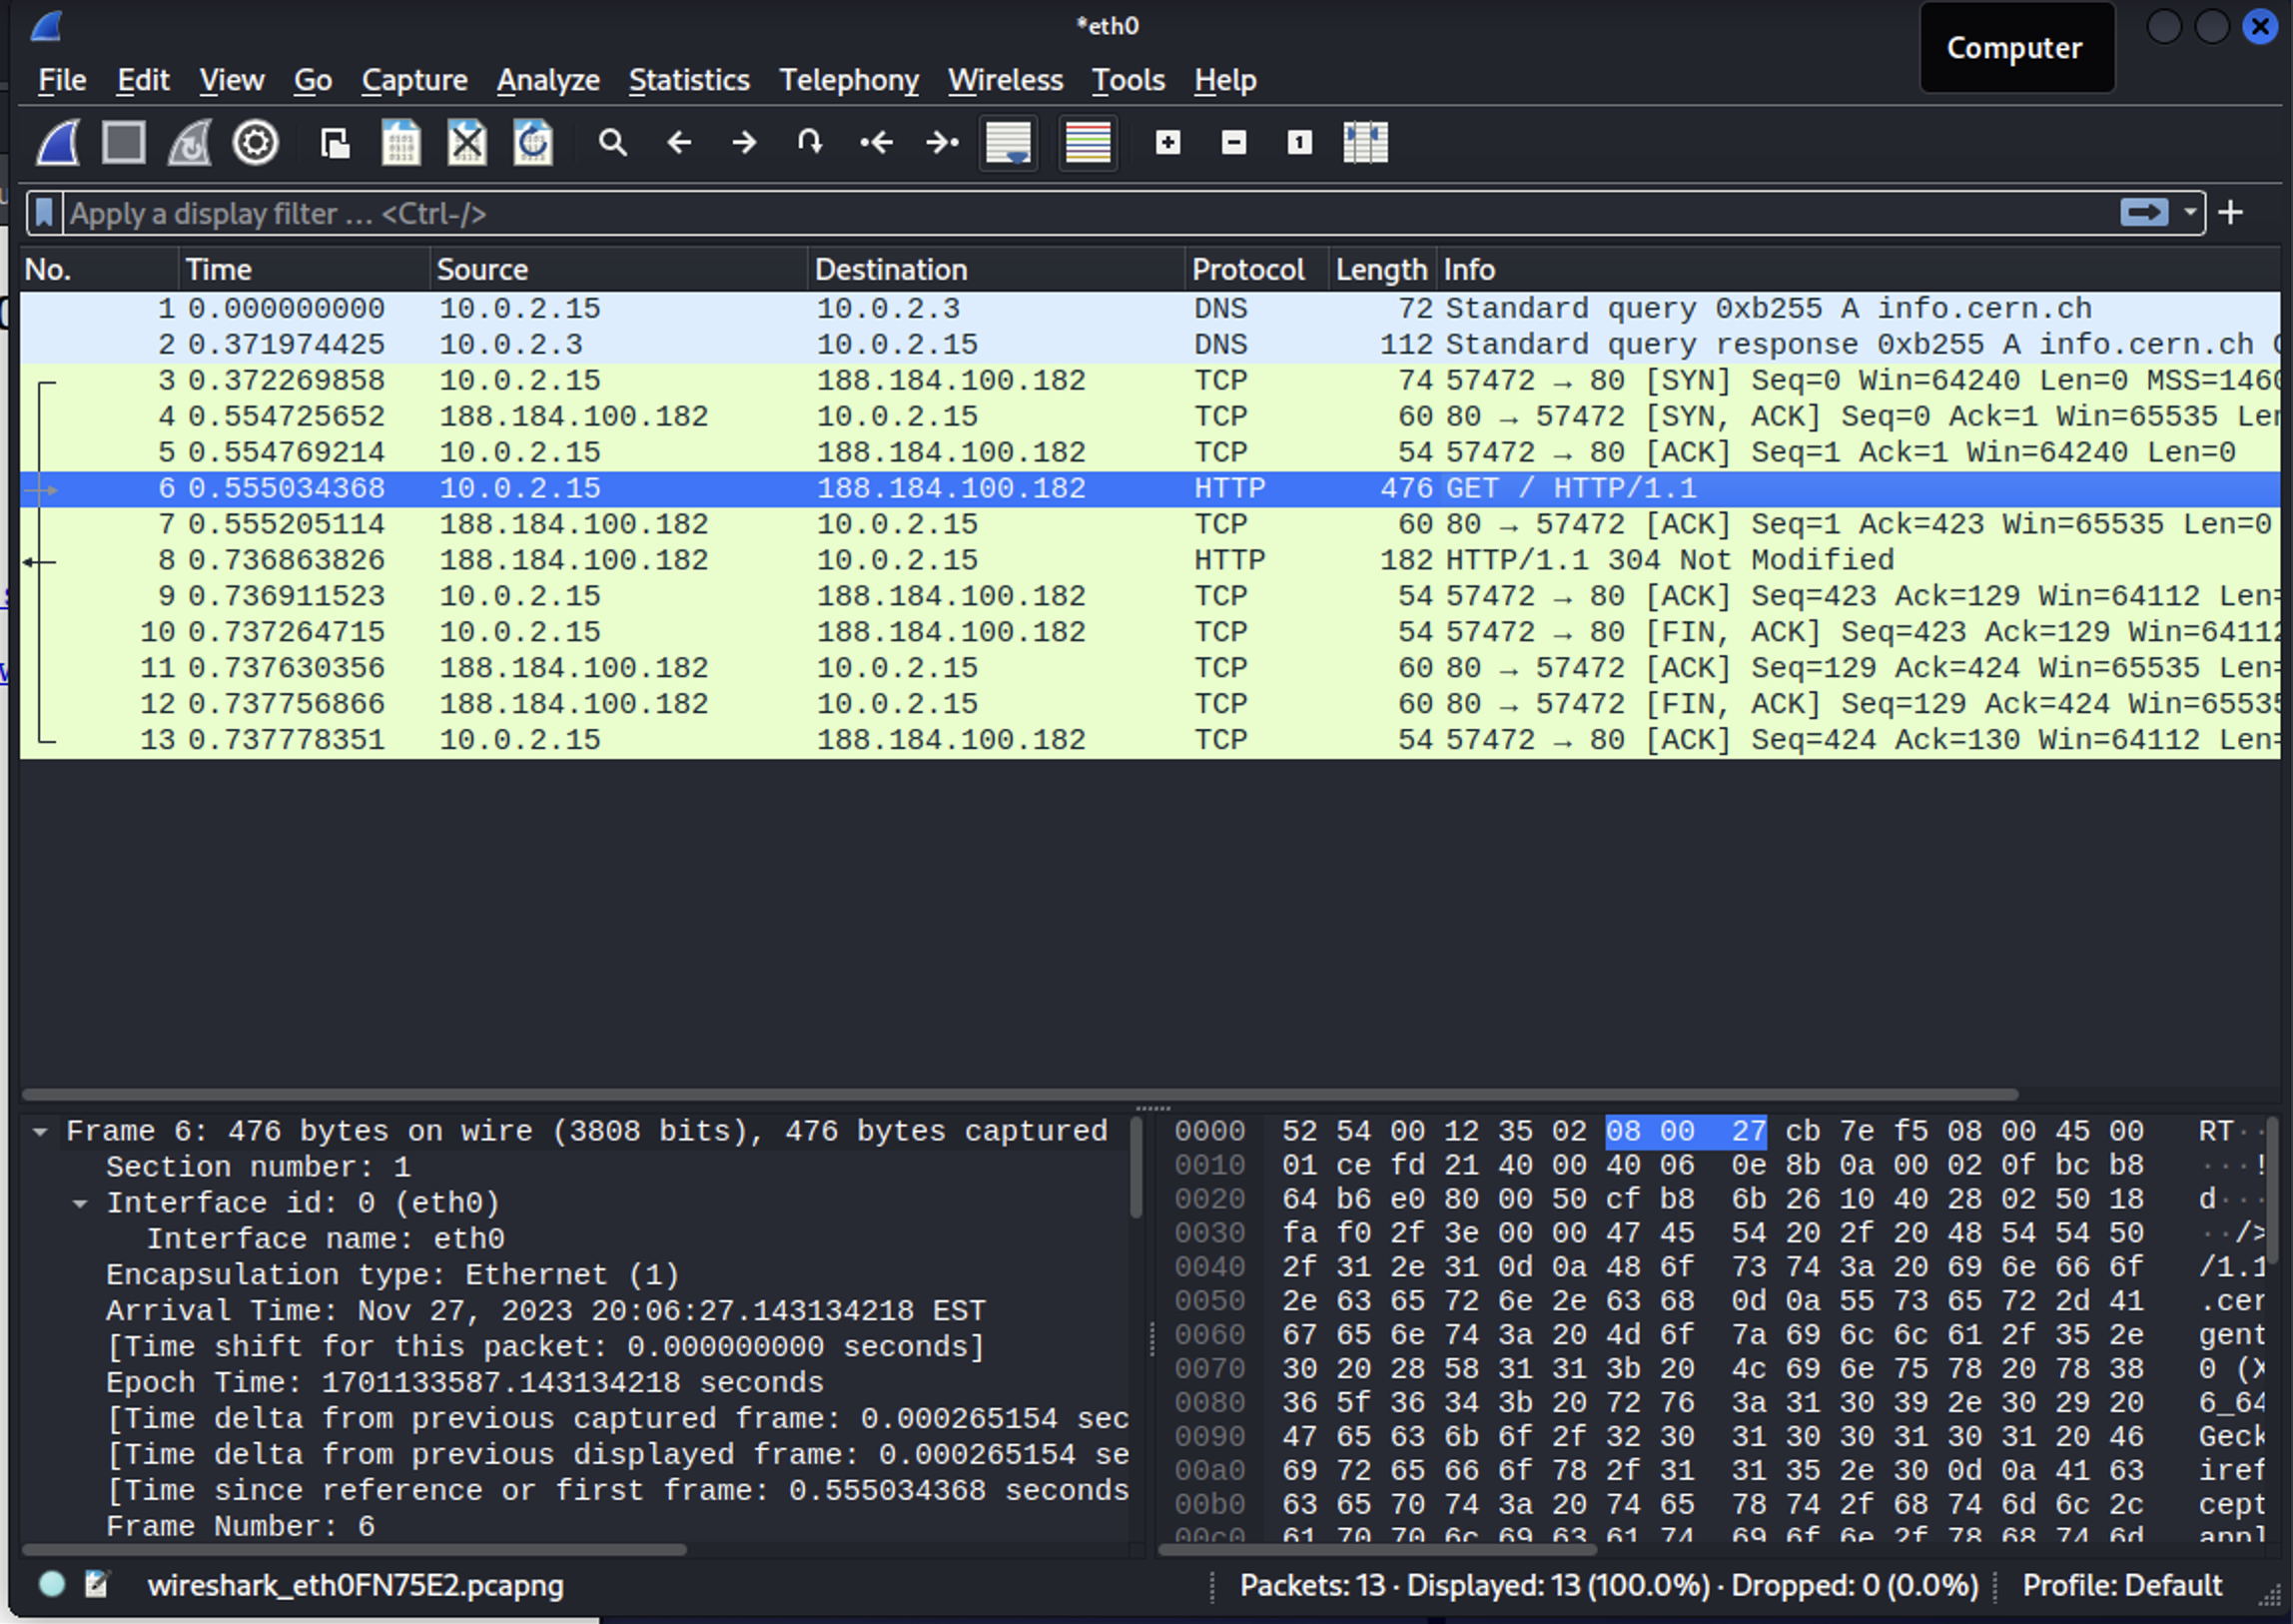 *eth0
Computer
File Edit View Go Capture Analyze Statistics Telephony Wireless Tools Help
Apply a display filter … <Ctrl-/>
No. Time Source Destination Protocol Length Info
1 0.000000000 10.0.2.15 10.0.2.3 DNS 72 Standard query 0xb255 A info.cern.ch
2 0.371974425 10.0.2.3 10.0.2.15 DNS 112 Standard query response 0xb255 A info.cern.ch
3 0.372269858 10.0.2.15 188.184.100.182 TCP 74 57472 → 80 [SYN] Seq=0 Win=64240 Len=0 MSS=1460
4 0.554725652 188.184.100.182 10.0.2.15 TCP 60 80 → 57472 [SYN, ACK] Seq=0 Ack=1 Win=65535 Len
5 0.554769214 10.0.2.15 188.184.100.182 TCP 54 57472 → 80 [ACK] Seq=1 Ack=1 Win=64240 Len=0
6 0.555034368 10.0.2.15 188.184.100.182 HTTP 476 GET / HTTP/1.1
7 0.555205114 188.184.100.182 10.0.2.15 TCP 60 80 → 57472 [ACK] Seq=1 Ack=423 Win=65535 Len=0
8 0.736863826 188.184.100.182 10.0.2.15 HTTP 182 HTTP/1.1 304 Not Modified
9 0.736911523 10.0.2.15 188.184.100.182 TCP 54 57472 → 80 [ACK] Seq=423 Ack=129 Win=64112 Len=
10 0.737264715 10.0.2.15 188.184.100.182 TCP 54 57472 → 80 [FIN, ACK] Seq=423 Ack=129 Win=64112
11 0.737630356 188.184.100.182 10.0.2.15 TCP 60 80 → 57472 [ACK] Seq=129 Ack=424 Win=65535 Len=
12 0.737756866 188.184.100.182 10.0.2.15 TCP 60 80 → 57472 [FIN, ACK] Seq=129 Ack=424 Win=65535
13 0.737778351 10.0.2.15 188.184.100.182 TCP 54 57472 → 80 [ACK] Seq=424 Ack=130 Win=64112 Len=
Frame 6: 476 bytes on wire (3808 bits), 476 bytes captured
Section number: 1
Interface id: 0 (eth0)
Interface name: eth0
Encapsulation type: Ethernet (1)
Arrival Time: Nov 27, 2023 20:06:27.143134218 EST
[Time shift for this packet: 0.000000000 seconds]
Epoch Time: 1701133587.143134218 seconds
[Time delta from previous captured frame: 0.000265154 sec
[Time delta from previous displayed frame: 0.000265154 se
[Time since reference or first frame: 0.555034368 seconds
Frame Number: 6
0000 52 54 00 12 35 02 08 00 27 cb 7e f5 08 00 45 00 RT··
0010 01 ce fd 21 40 00 40 06 0e 8b 0a 00 02 0f bc b8 ···!
0020 64 b6 e0 80 00 50 cf b8 6b 26 10 40 28 02 50 18 d···
0030 fa f0 2f 3e 00 00 47 45 54 20 2f 20 48 54 54 50 ··/>
0040 2f 31 2e 31 0d 0a 48 6f 73 74 3a 20 69 6e 66 6f /1.1
0050 2e 63 65 72 6e 2e 63 68 0d 0a 55 73 65 72 2d 41 .cer
0060 67 65 6e 74 3a 20 4d 6f 7a 69 6c 6c 61 2f 35 2e gent
0070 30 20 28 58 31 31 3b 20 4c 69 6e 75 78 20 78 38 0 (X
0080 36 5f 36 34 3b 20 72 76 3a 31 30 39 2e 30 29 20 6_64
0090 47 65 63 6b 6f 2f 32 30 31 30 30 31 30 31 20 46 Geck
00a0 69 72 65 66 6f 78 2f 31 31 35 2e 30 0d 0a 41 63 iref
00b0 63 65 70 74 3a 20 74 65 78 74 2f 68 74 6d 6c 2c cept
00c0 61 70 70 6c 69 63 61 74 69 6f 6e 2f 78 68 74 6d appl
wireshark_eth0FN75E2.pcapng
Packets: 13 · Displayed: 13 (100.0%) · Dropped: 0 (0.0%)
Profile: Default